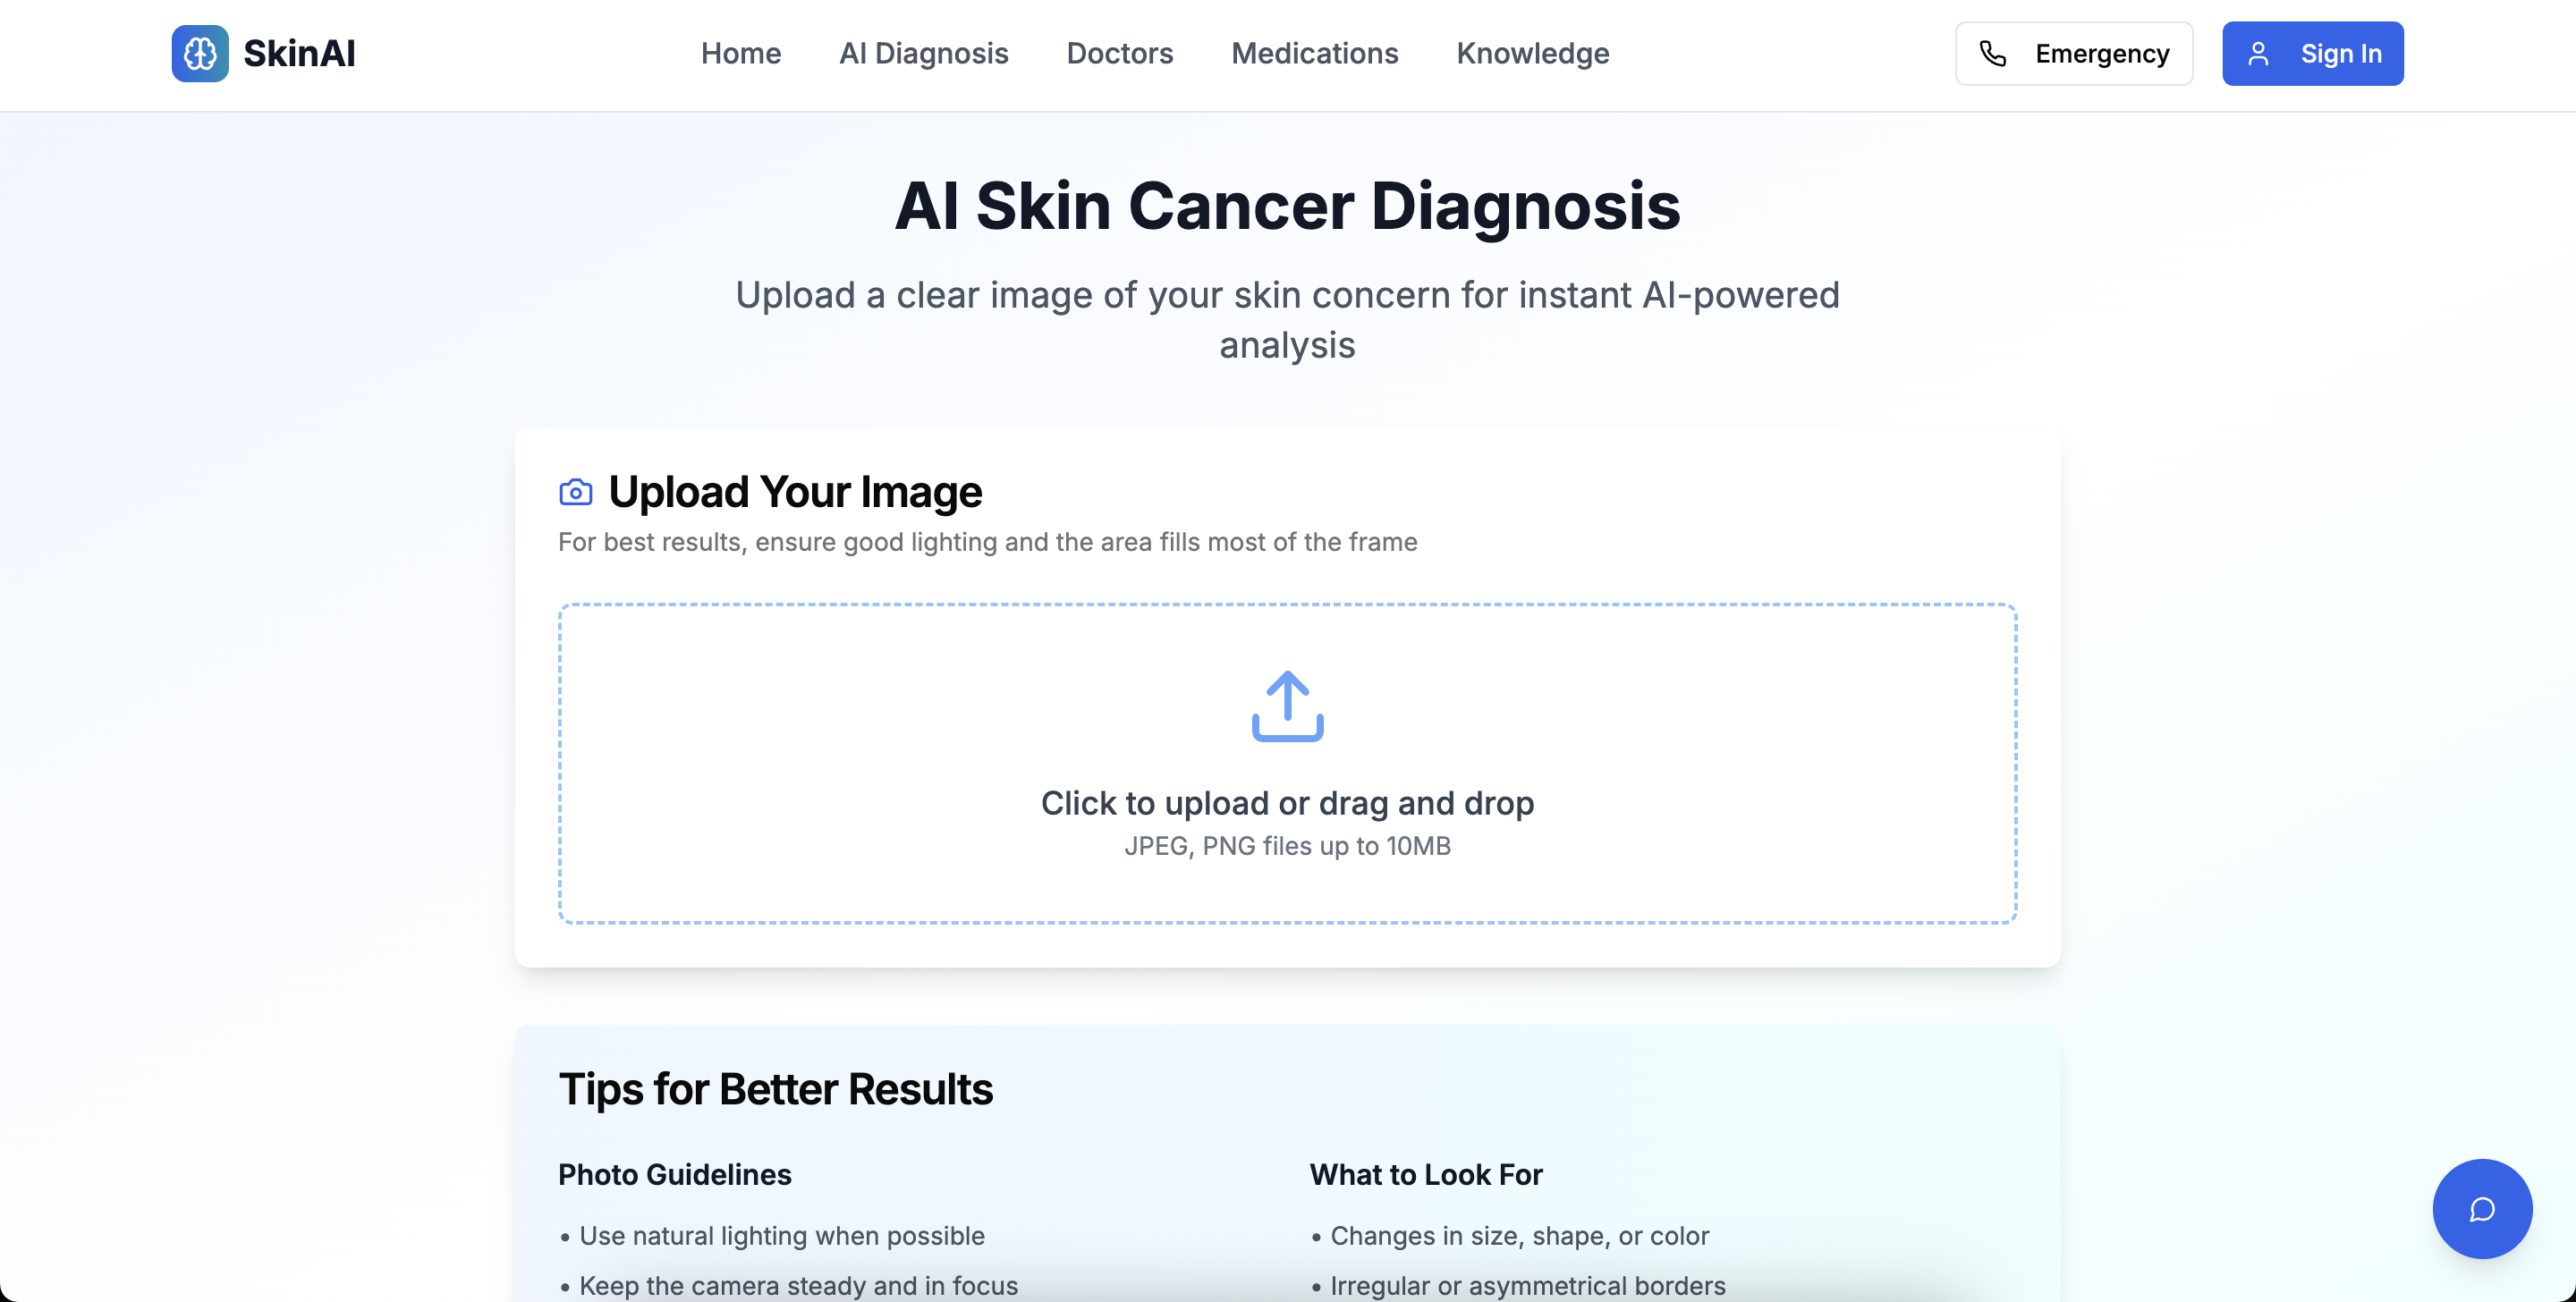 SkinAI
Home
AI Diagnosis
Doctors
Medications
Knowledge
Emergency
Sign In
AI Skin Cancer Diagnosis
Upload a clear image of your skin concern for instant AI-powered
analysis
Upload Your Image
For best results, ensure good lighting and the area fills most of the frame
Click to upload or drag and drop
JPEG, PNG files up to 10MB
Tips for Better Results
Photo Guidelines
• Use natural lighting when possible
• Keep the camera steady and in focus
What to Look For
• Changes in size, shape, or color
• Irregular or asymmetrical borders